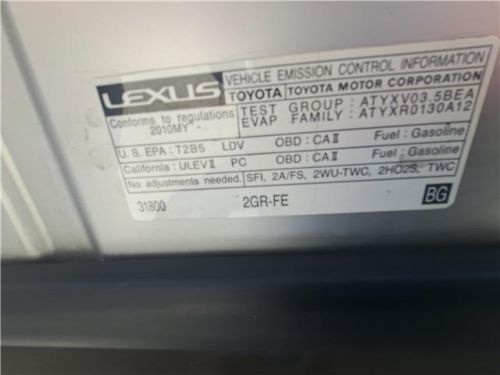 LEXUS
VEHICLE EMISSION CONTROL INFORMATION
TOYOTA TOYOTA MOTOR CORPORATION
Conforms to regulations
2010MY
TEST GROUP : ATYXV03.5BEA
EVAP FAMILY : ATYXR0130A12
U.S. EPA : T2B5 LDV OBD : CA II Fuel : Gasoline
California : ULEV II PC OBD : CA II Fuel : Gasoline
No adjustments needed. SFI, 2A/FS, 2WU-TWC, 2HO2S, TWC
31800 2GR-FE BG